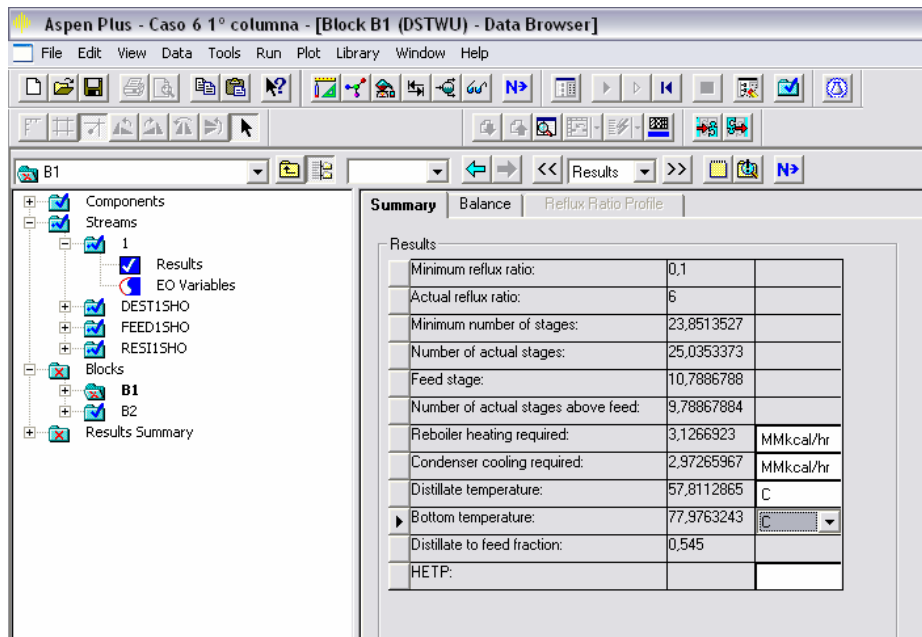 Aspen Plus - Caso 6 1º columna - [Block B1 (DSTWU) - Data Browser]
File Edit View Data Tools Run Plot Library Window Help
N
B1
<< Results >> N
Components
Streams
1
Results
EO Variables
DEST1SHO
FEED1SHO
RESI1SHO
Blocks
B1
B2
Results Summary
Summary Balance Reflux Ratio Profile
Results
Minimum reflux ratio: 0,1
Actual reflux ratio: 6
Minimum number of stages: 23,8513527
Number of actual stages: 25,0353373
Feed stage: 10,7886788
Number of actual stages above feed: 9,78867884
Reboiler heating required: 3,1266923 MMkcal/hr
Condenser cooling required: 2,97265967 MMkcal/hr
Distillate temperature: 57,8112865 C
Bottom temperature: 77,9763243 C
Distillate to feed fraction: 0,545
HETP: